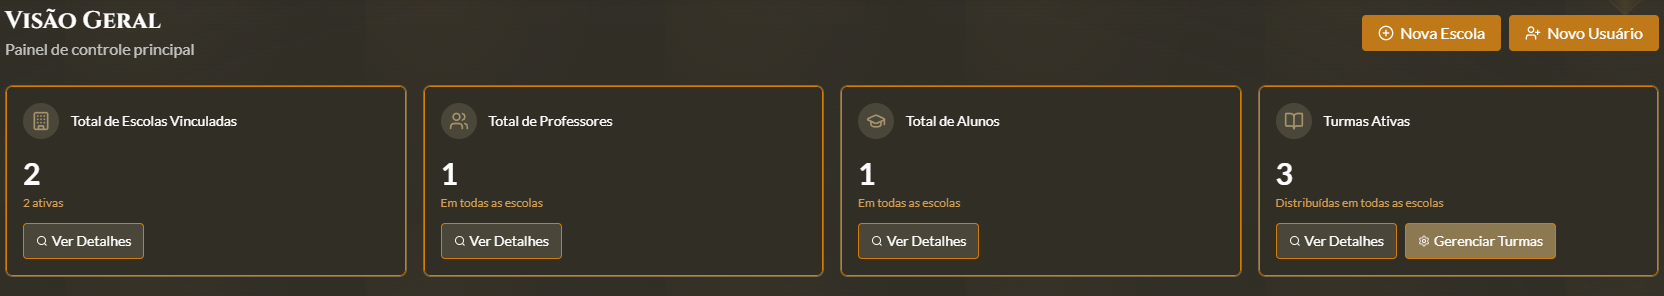 Visão Geral
Painel de controle principal
Nova Escola
Novo Usuário
Total de Escolas Vinculadas
2
2 ativas
Ver Detalhes
Total de Professores
1
Em todas as escolas
Ver Detalhes
Total de Alunos
1
Em todas as escolas
Ver Detalhes
Turmas Ativas
3
Distribuídas em todas as escolas
Ver Detalhes
Gerenciar Turmas